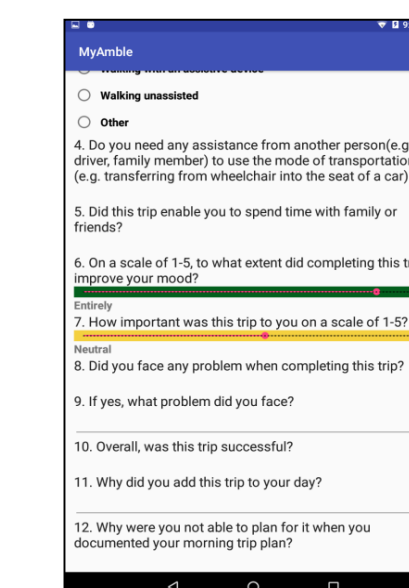 MyAmble
Walking with an assistive device
Walking unassisted
Other
4. Do you need any assistance from another person(e.g
driver, family member) to use the mode of transportatio
(e.g. transferring from wheelchair into the seat of a car)
5. Did this trip enable you to spend time with family or
friends?
6. On a scale of 1-5, to what extent did completing this t
improve your mood?
Entirely
7. How important was this trip to you on a scale of 1-5?
Neutral
8. Did you face any problem when completing this trip?
9. If yes, what problem did you face?
10. Overall, was this trip successful?
11. Why did you add this trip to your day?
12. Why were you not able to plan for it when you
documented your morning trip plan?